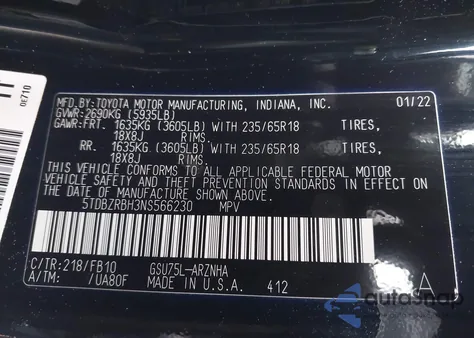 MFD.BY:TOYOTA MOTOR MANUFACTURING, INDIANA, INC. 01/22
GVWR:2690KG (5935LB)
GAWR:FRT. 1635KG (3605LB) WITH 235/65R18 TIRES,
18X8J RIMS,
RR. 1635KG (3605LB) WITH 235/65R18 TIRES,
18X8J RIMS.
THIS VEHICLE CONFORMS TO ALL APPLICABLE FEDERAL MOTOR
VEHICLE SAFETY AND THEFT PREVENTION STANDARDS IN EFFECT ON
THE DATE OF MANUFACTURE SHOWN ABOVE.
5TDBZRBH3NS566230 MPV
C/TR:218/FB10 GSU75L-ARZNHA
A/TM: /UA80F MADE IN U.S.A. 412 A
0E710
autosnap